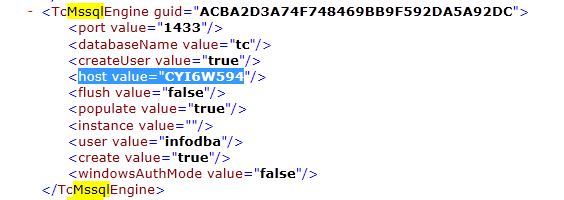 - <TcMssqlEngine guid="ACBA2D3A74F748469BB9F592DA5A92DC">
<port value="1433"/>
<databaseName value="tc"/>
<createUser value="true"/>
<host value="CYI6W594"/>
<flush value="false"/>
<populate value="true"/>
<instance value=""/>
<user value="infodba"/>
<create value="true"/>
<windowsAuthMode value="false"/>
</TcMssqlEngine>